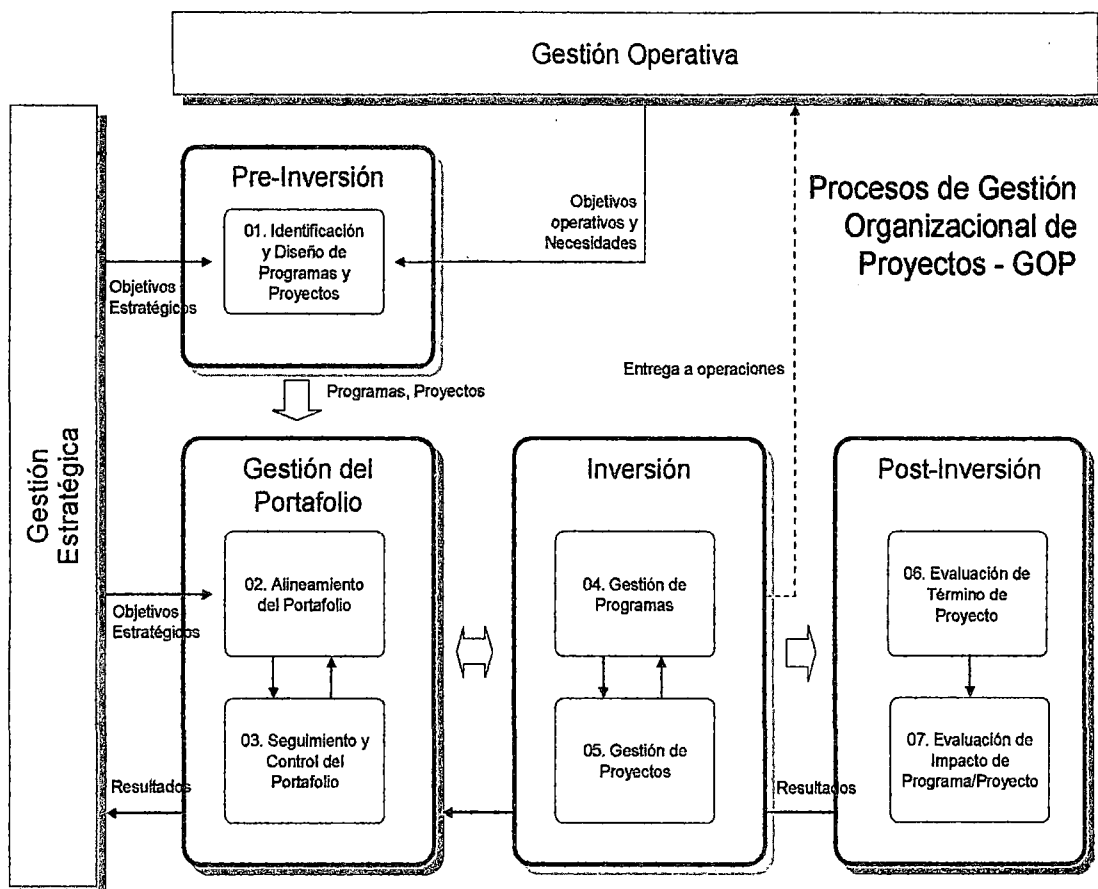 Gestión Operativa
Gestión
Estratégica
Procesos de Gestión
Organizacional de
Proyectos - GOP
Pre-Inversión
01. Identificación
y Diseño de
Programas y
Proyectos
Objetivos
Estratégicos
Objetivos
operativos y
Necesidades
Programas, Proyectos
Entrega a operaciones
Gestión del
Portafolio
02. Alineamiento
del Portafolio
Objetivos
Estratégicos
03. Seguimiento y
Control del
Portafolio
Resultados
Inversión
04. Gestión de
Programas
05. Gestión de
Proyectos
Resultados
Post-Inversión
06. Evaluación de
Término de
Proyecto
07. Evaluación de
Impacto de
Programa/Proyecto